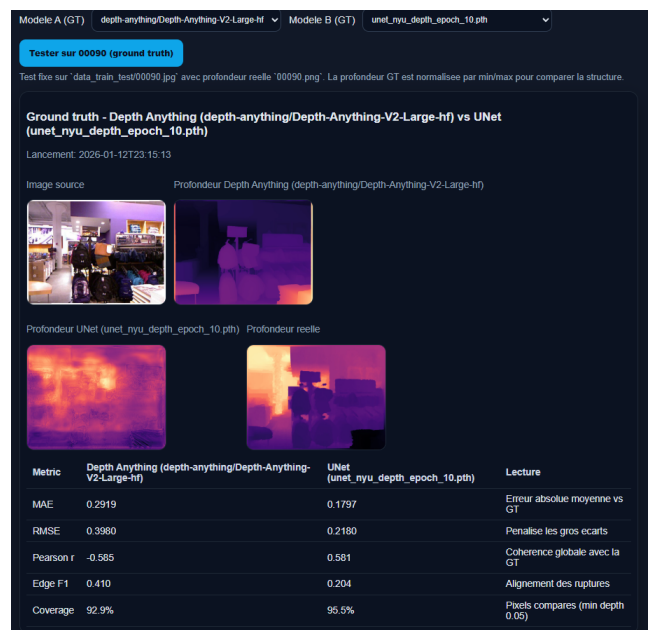 Modele A (GT) depth-anything/Depth-Anything-V2-Large-hf Modele B (GT) unet_nyu_depth_epoch_10.pth
Tester sur 00090 (ground truth)
Test fixe sur `data_train_test/00090.jpg` avec profondeur reelle `00090.png`. La profondeur GT est normalisee par min/max pour comparer la structure.
Ground truth - Depth Anything (depth-anything/Depth-Anything-V2-Large-hf) vs UNet
(unet_nyu_depth_epoch_10.pth)
Lancement: 2026-01-12T23:15:13
Image source Profondeur Depth Anything (depth-anything/Depth-Anything-V2-Large-hf)
Profondeur UNet (unet_nyu_depth_epoch_10.pth) Profondeur reelle
Metric Depth Anything (depth-anything/Depth-Anything-V2-Large-hf) UNet (unet_nyu_depth_epoch_10.pth) Lecture
MAE 0.2919 0.1797 Erreur absolue moyenne vs GT
RMSE 0.3980 0.2180 Penalise les gros ecarts
Pearson r -0.585 0.581 Coherence globale avec la GT
Edge F1 0.410 0.204 Alignement des ruptures
Coverage 92.9% 95.5% Pixels compares (min depth 0.05)